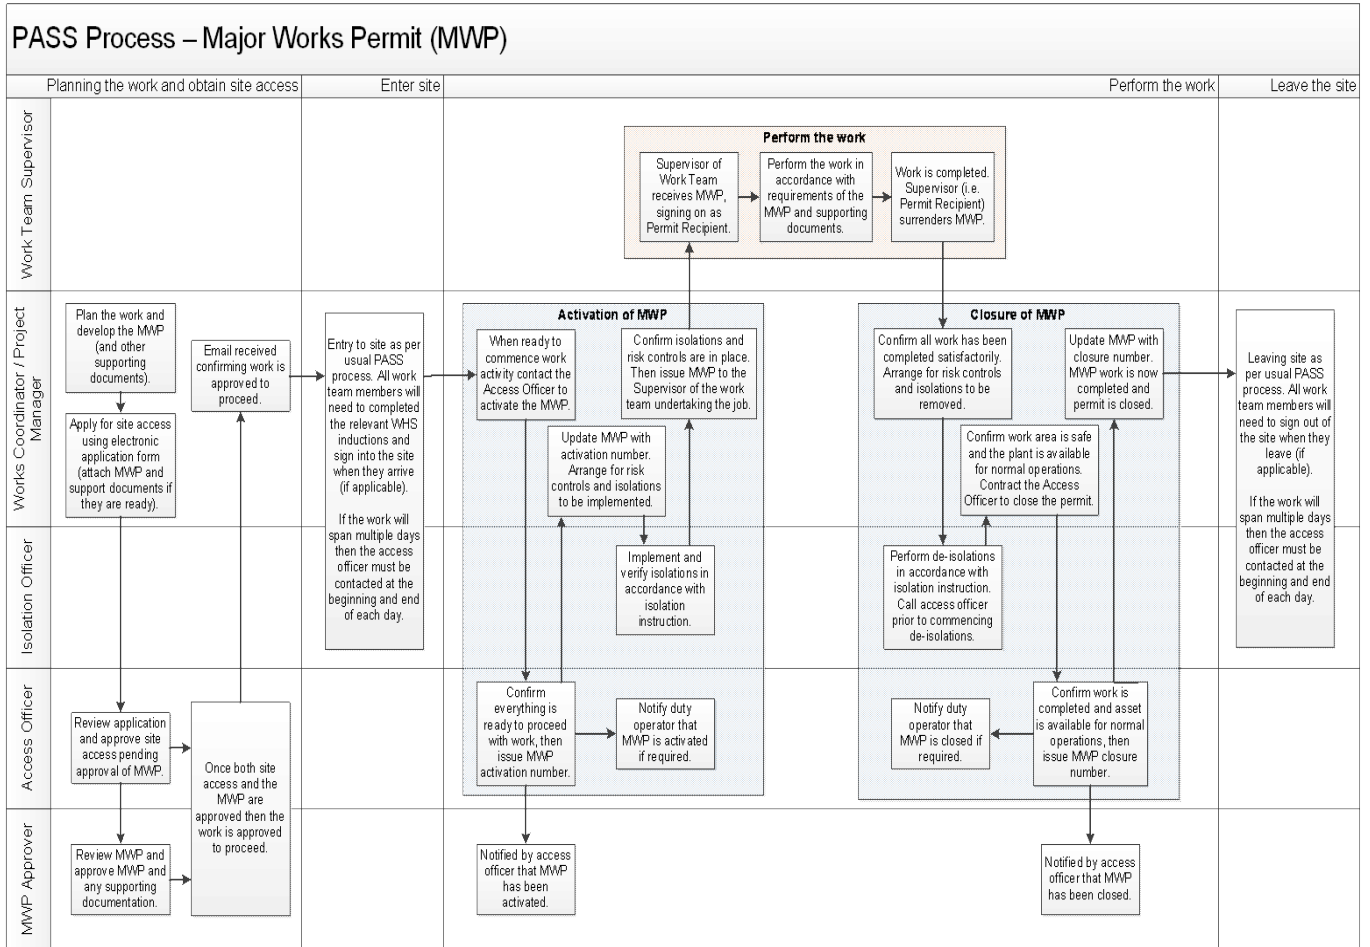 PASS Process – Major Works Permit (MWP)
Planning the work and obtain site access
Enter site
Perform the work
Leave the site
Work Team Supervisor
Perform the work
Supervisor of
Work Team
receives MWP,
signing on as
Permit Recipient.
Perform the work in
accordance with
requirements of the
MWP and supporting
documents.
Work is completed.
Supervisor (i.e.
Permit Recipient)
surrenders MWP.
Works Coordinator / Project
Manager
Plan the work and
develop the MWP
(and other
supporting
documents).
Apply for site access
using electronic
application form
(attach MWP and
support documents if
they are ready).
Email received
confirming work is
approved to
proceed.
Entry to site as per
usual PASS
process. All work
team members will
need to completed
the relevant WHS
inductions and
sign into the site
when they arrive
(if applicable).
If the work will
span multiple days
then the access
officer must be
contacted at the
beginning and end
of each day.
Activation of MWP
When ready to
commence work
activity contact the
Access Officer to
activate the MWP.
Confirm isolations and
risk controls are in place.
Then issue MWP to the
Supervisor of the work
team undertaking the job.
Update MWP with
activation number.
Arrange for risk
controls and isolations
to be implemented.
Closure of MWP
Confirm all work has been
completed satisfactorily.
Arrange for risk controls
and isolations to be
removed.
Update MWP with
closure number.
MWP work is now
completed and
permit is closed.
Confirm work area is safe
and the plant is available
for normal operations.
Contract the Access
Officer to close the permit.
Leaving site as
per usual PASS
process. All work
team members will
need to sign out of
the site when they
leave (if
applicable).
If the work will
span multiple days
then the access
officer must be
contacted at the
beginning and end
of each day.
Isolation Officer
Implement and
verify isolations in
accordance with
isolation
instruction.
Perform de-isolations
in accordance with
isolation instruction.
Call access officer
prior to commencing
de-isolations.
Access Officer
Review application
and approve site
access pending
approval of MWP.
Once both site
access and the
MWP are
approved then the
work is approved
to proceed.
Confirm
everything is
ready to proceed
with work, then
issue MWP
activation number.
Notify duty
operator that
MWP is activated
if required.
Notify duty
operator that
MWP is closed if
required.
Confirm work is
completed and asset
is available for normal
operations, then
issue MWP closure
number.
MWP Approver
Review MWP and
approve MWP and
any supporting
documentation.
Notified by access
officer that MWP
has been
activated.
Notified by access
officer that MWP
has been closed.